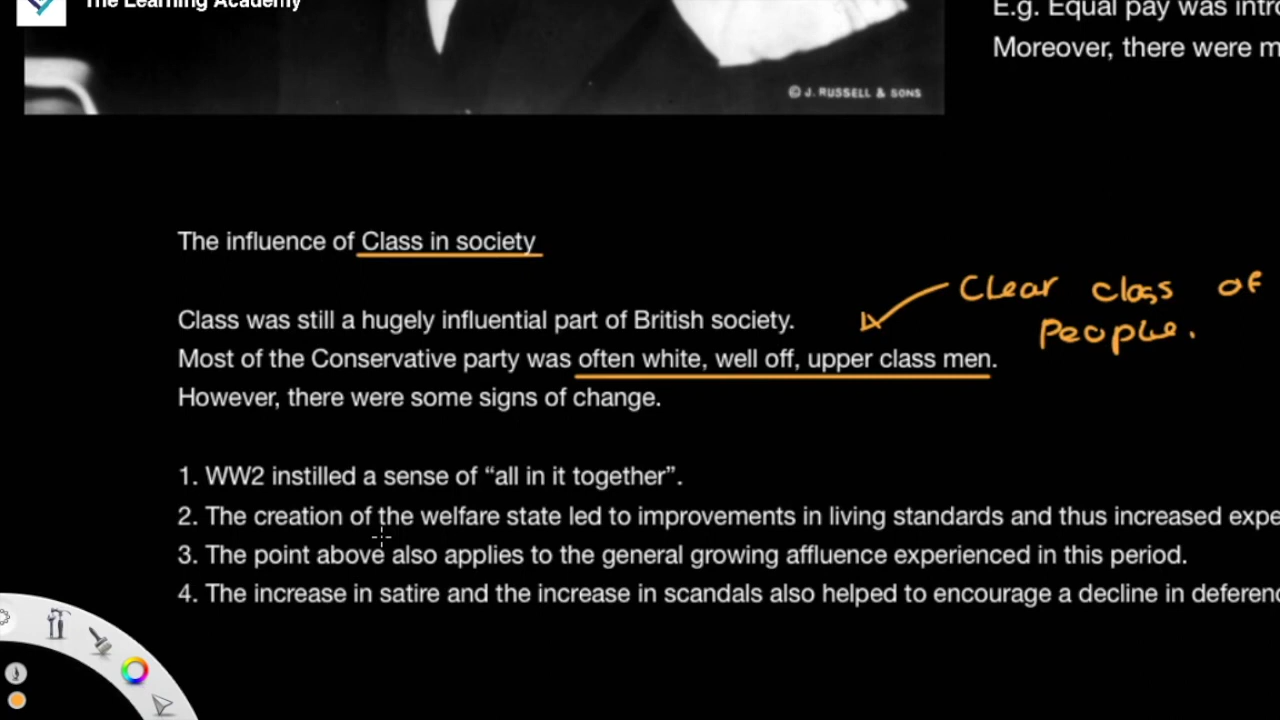 The Learning Academy
E.g. Equal pay was
Moreover, there were
© J. RUSSELL & SONS
The influence of Class in society
Clear class of
People.
Class was still a hugely influential part of British society.
Most of the Conservative party was often white, well off, upper class men.
However, there were some signs of change.
1. WW2 instilled a sense of “all in it together”.
2. The creation of the welfare state led to improvements in living standards and thus increased
3. The point above also applies to the general growing affluence experienced in this period.
4. The increase in satire and the increase in scandals also helped to encourage a decline in